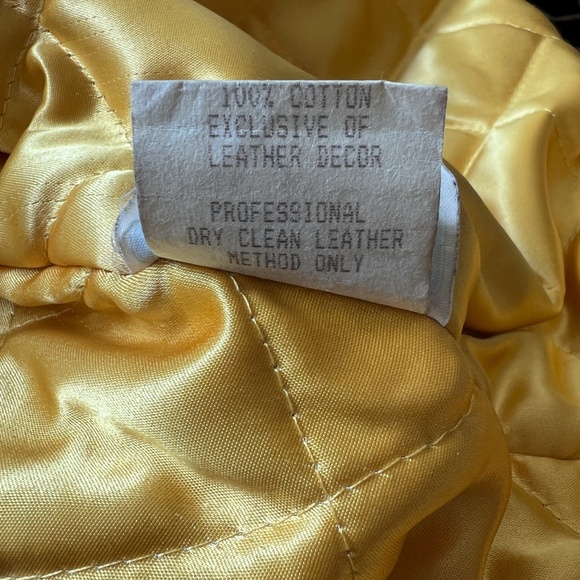 100% COTTON
EXCLUSIVE OF
LEATHER DECOR
PROFESSIONAL
DRY CLEAN LEATHER
METHOD ONLY